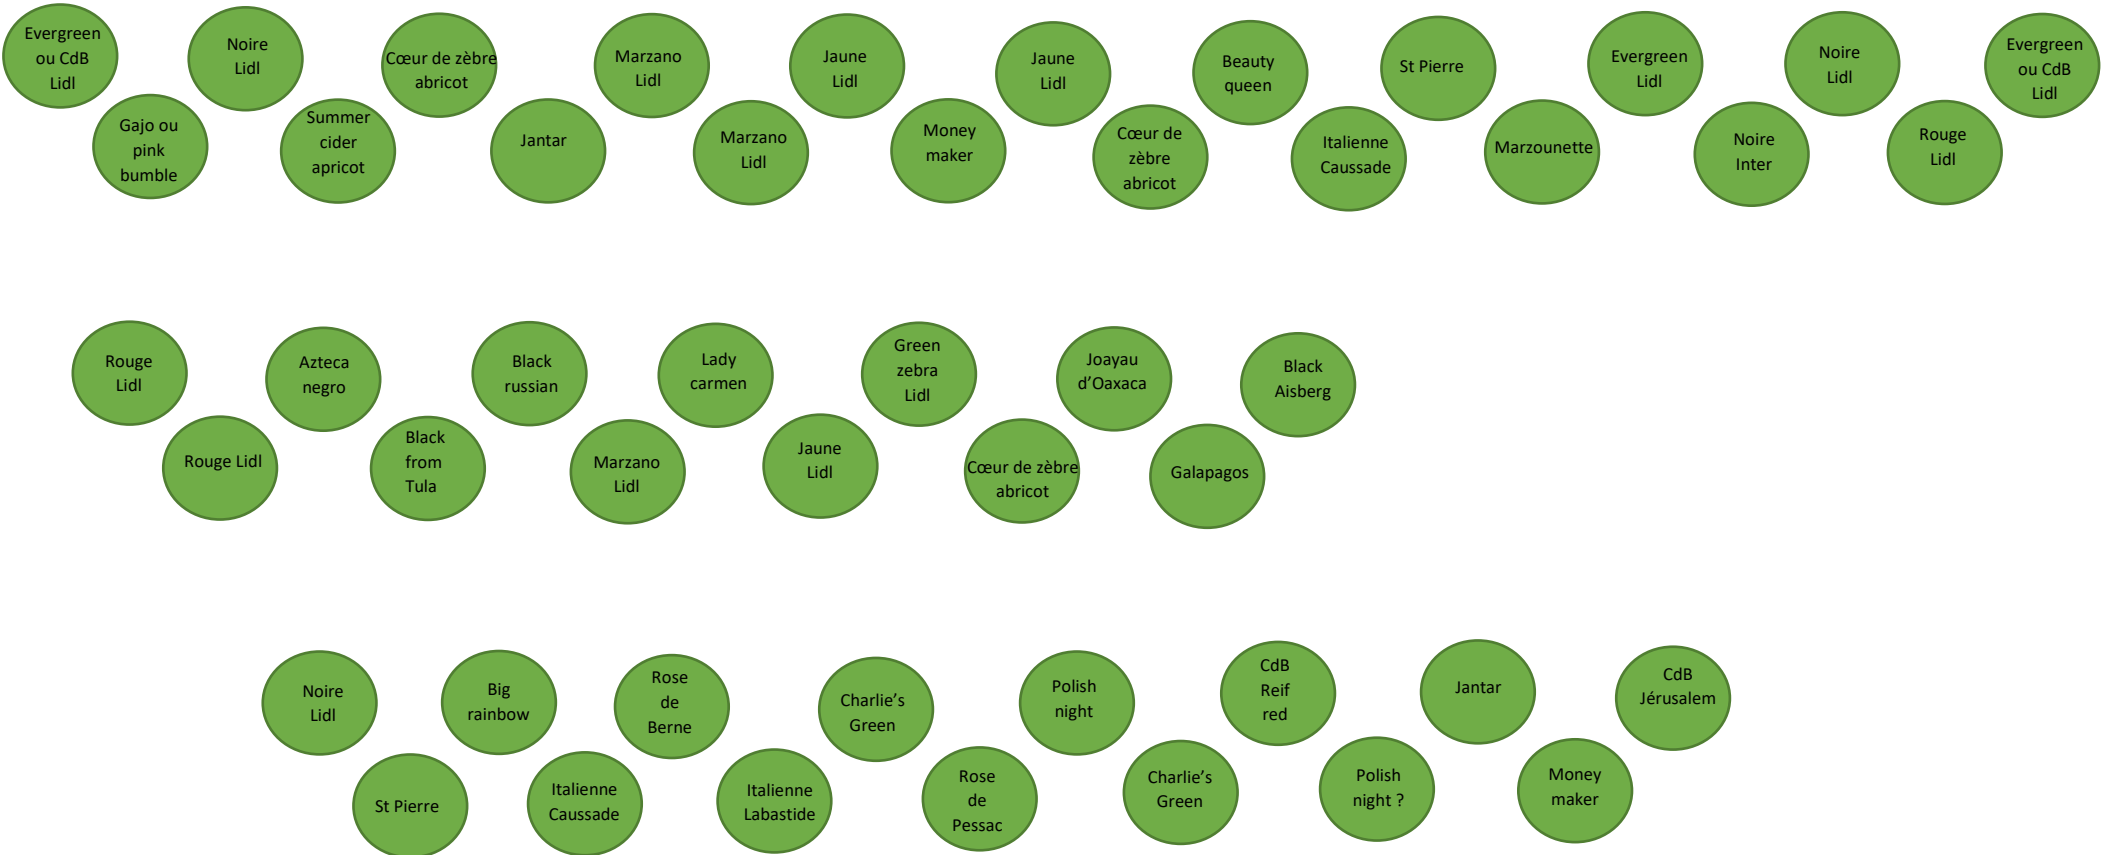 Evergreen
ou CdB
Lidl
Gajo ou
pink
bumble
Noire
Lidl
Summer
cider
apricot
Cœur de zèbre
abricot
Jantar
Marzano
Lidl
Marzano
Lidl
Jaune
Lidl
Money
maker
Jaune
Lidl
Cœur de
zèbre
abricot
Beauty
queen
Italienne
Caussade
St Pierre
Marzounette
Evergreen
Lidl
Noire
Inter
Noire
Lidl
Rouge
Lidl
Evergreen
ou CdB
Lidl
Rouge
Lidl
Rouge Lidl
Azteca
negro
Black
from
Tula
Black
russian
Marzano
Lidl
Lady
carmen
Jaune
Lidl
Green
zebra
Lidl
Cœur de zèbre
abricot
Joayau
d’Oaxaca
Galapagos
Black
Aisberg
Noire
Lidl
St Pierre
Big
rainbow
Italienne
Caussade
Rose
de
Berne
Italienne
Labastide
Charlie’s
Green
Rose
de
Pessac
Polish
night
Charlie’s
Green
CdB
Reif
red
Polish
night ?
Jantar
Money
maker
CdB
Jérusalem